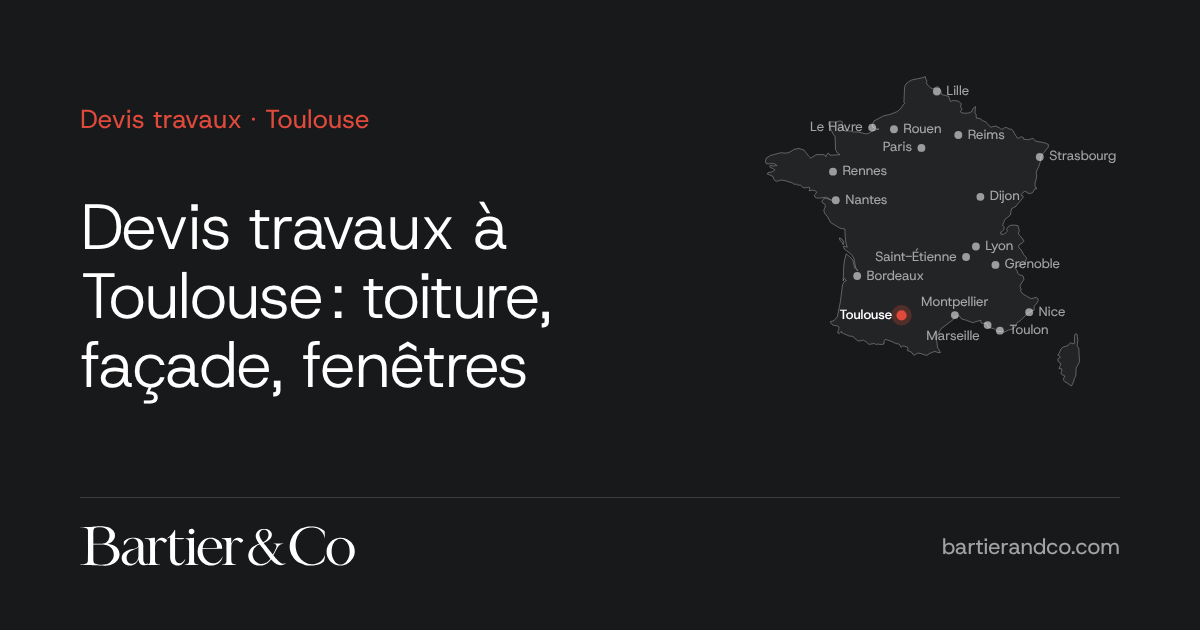 Devis travaux · Toulouse
Devis travaux à
Toulouse : toiture,
façade, fenêtres
Lille
Le Havre
Rouen
Reims
Paris
Strasbourg
Rennes
Dijon
Nantes
Lyon
Saint-Étienne
Grenoble
Bordeaux
Montpellier
Toulouse
Nice
Marseille
Toulon
Bartier & Co
bartierandco.com